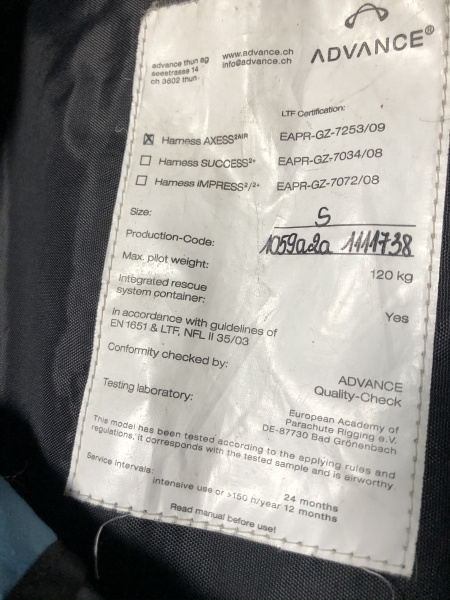 advance thun ag
seestrasse 14
ch 3602 thun
www.advance.ch
info@advance.ch
ADVANCE®
LTF Certification:
☒ Harness AXESS²AIR EAPR-GZ-7253/09
☐ Harness SUCCESS²⁺ EAPR-GZ-7034/08
☐ Harness IMPRESS²/²⁺ EAPR-GZ-7072/08
Size: S
Production-Code: 1059a2a 1111738
Max. pilot weight: 120 kg
Integrated rescue
system container: Yes
In accordance with guidelines of
EN 1651 & LTF, NFL II 35/03
Conformity checked by: ADVANCE
Quality-Check
Testing laboratory: European Academy of
Parachute Rigging e.V.
DE-87730 Bad Grönenbach
This model has been tested according to the applying rules and
regulations, it corresponds with the tested sample and is airworthy
Service intervals: 24 months
intensive use or >150 h/year 12 months
Read manual before use!